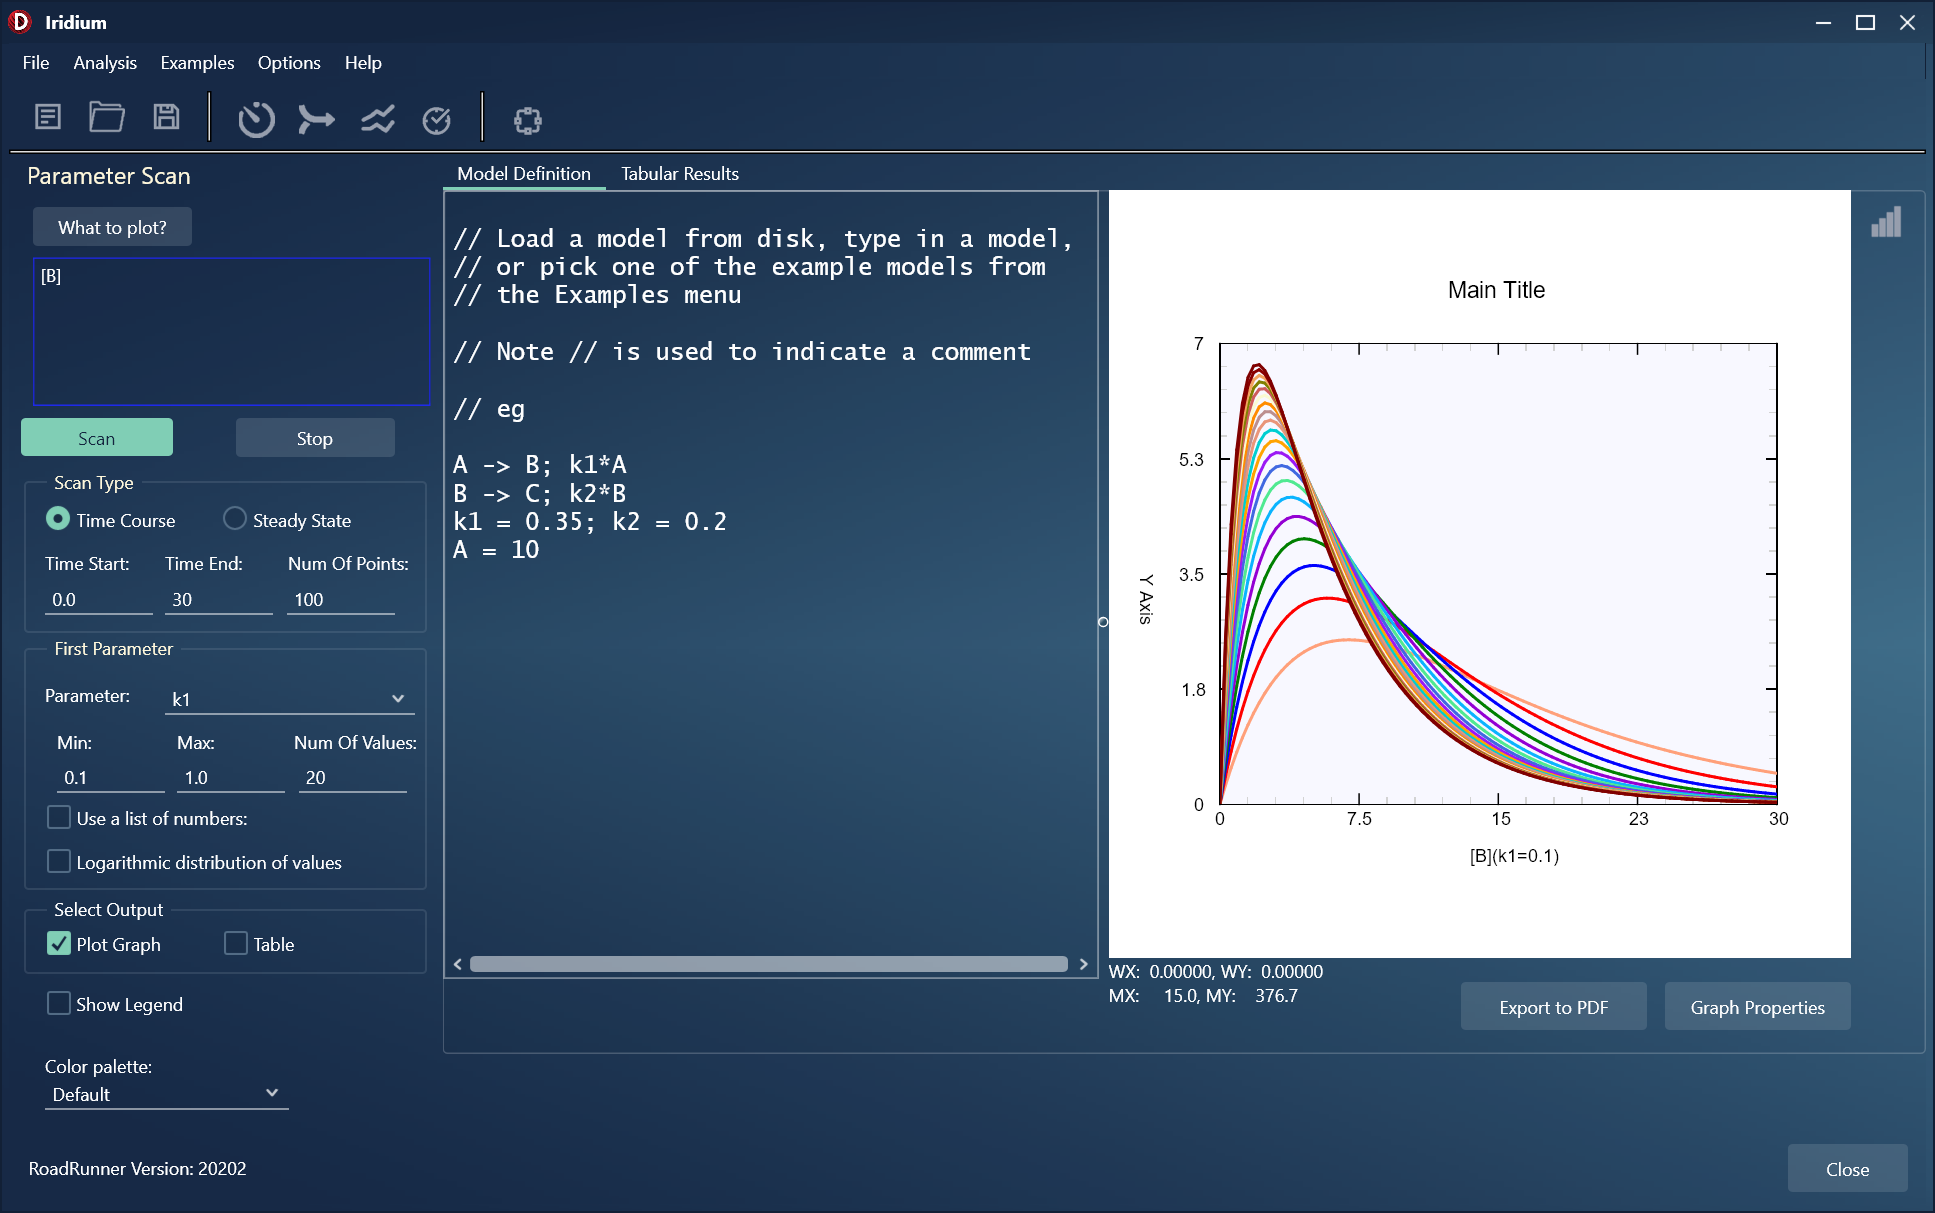 Iridium
File Analysis Examples Options Help
Parameter Scan
What to plot?
[B]
Scan Stop
Scan Type
Time Course Steady State
Time Start: Time End: Num Of Points:
0.0 30 100
First Parameter
Parameter: k1
Min: Max: Num Of Values:
0.1 1.0 20
Use a list of numbers:
Logarithmic distribution of values
Select Output
Plot Graph Table
Show Legend
Color palette:
Default
RoadRunner Version: 20202
Model Definition Tabular Results
// Load a model from disk, type in a model,
// or pick one of the example models from
// the Examples menu
// Note // is used to indicate a comment
// eg
A -> B; k1*A
B -> C; k2*B
k1 = 0.35; k2 = 0.2
A = 10
Main Title
7
5.3
3.5
1.8
0
Y Axis
0 7.5 15 23 30
[B](k1=0.1)
WX: 0.00000, WY: 0.00000
MX: 15.0, MY: 376.7
Export to PDF Graph Properties
Close